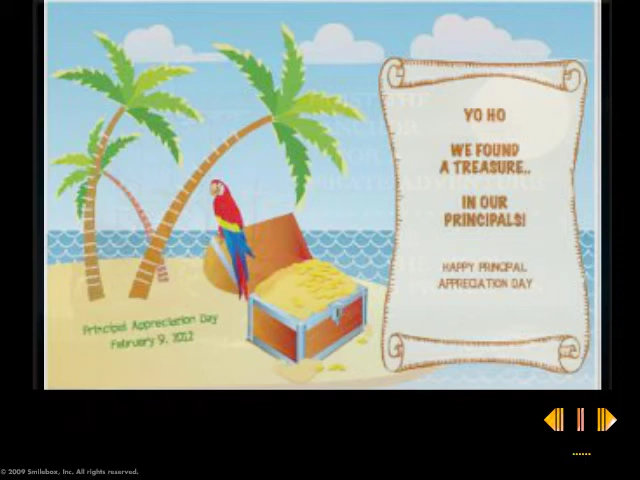 YO HO
WE FOUND
A TREASURE..
IN OUR
PRINCIPALS!
HAPPY PRINCIPAL
APPRECIATION DAY
Principal Appreciation Day
February 9, 2012
© 2009 Smilebox, Inc. All rights reserved.